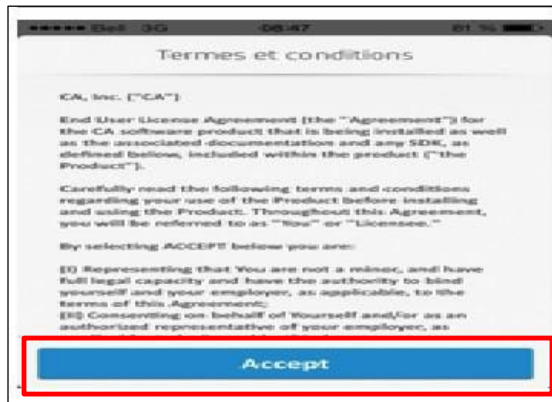 Bell 3G 08:47 81 %
Termes et conditions
CA, Inc. ("CA")
End User License Agreement (the "Agreement") for
the CA software product that is being installed as well
as the associated documentation and any SDK, as
defined below, included within the product ("the
Product").
Carefully read the following terms and conditions
regarding your use of the Product before installing
and using the Product. Throughout this Agreement,
you will be referred to as "You" or "Licensee."
By selecting ACCEPT below you are:
(i) Representing that You are not a minor, and have
full legal capacity and have the authority to bind
yourself and your employer, as applicable, to the
terms of this Agreement;
(ii) Consenting on behalf of Yourself and/or as an
authorized representative of your employer, as
Accept